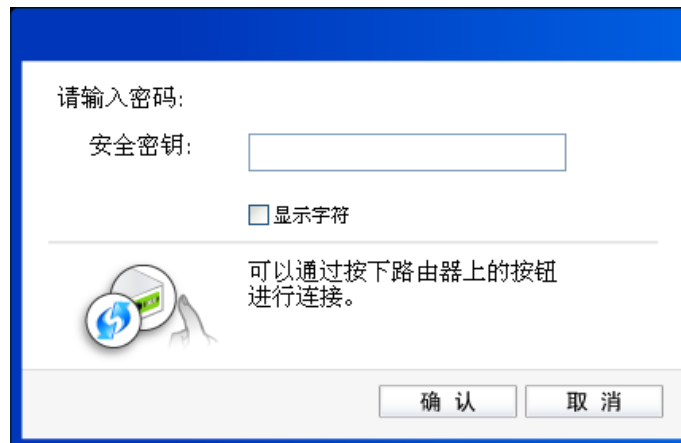 请输入密码:
安全密钥:
显示字符
可以通过按下路由器上的按钮
进行连接。
确 认
取 消